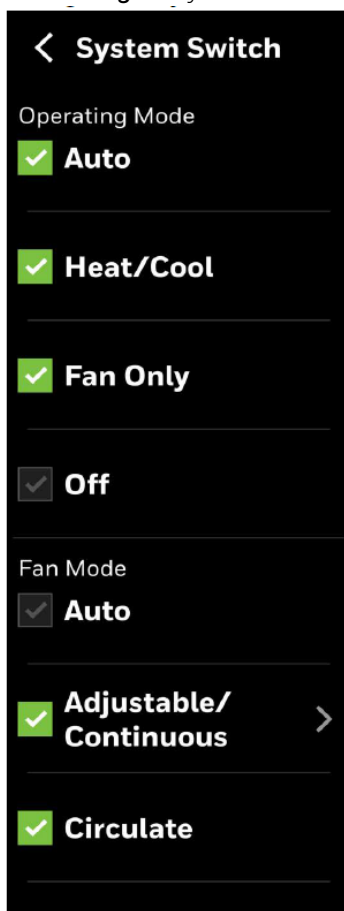 System Switch
Operating Mode
Auto
Heat/Cool
Fan Only
Off
Fan Mode
Auto
Adjustable/
Continuous
Circulate